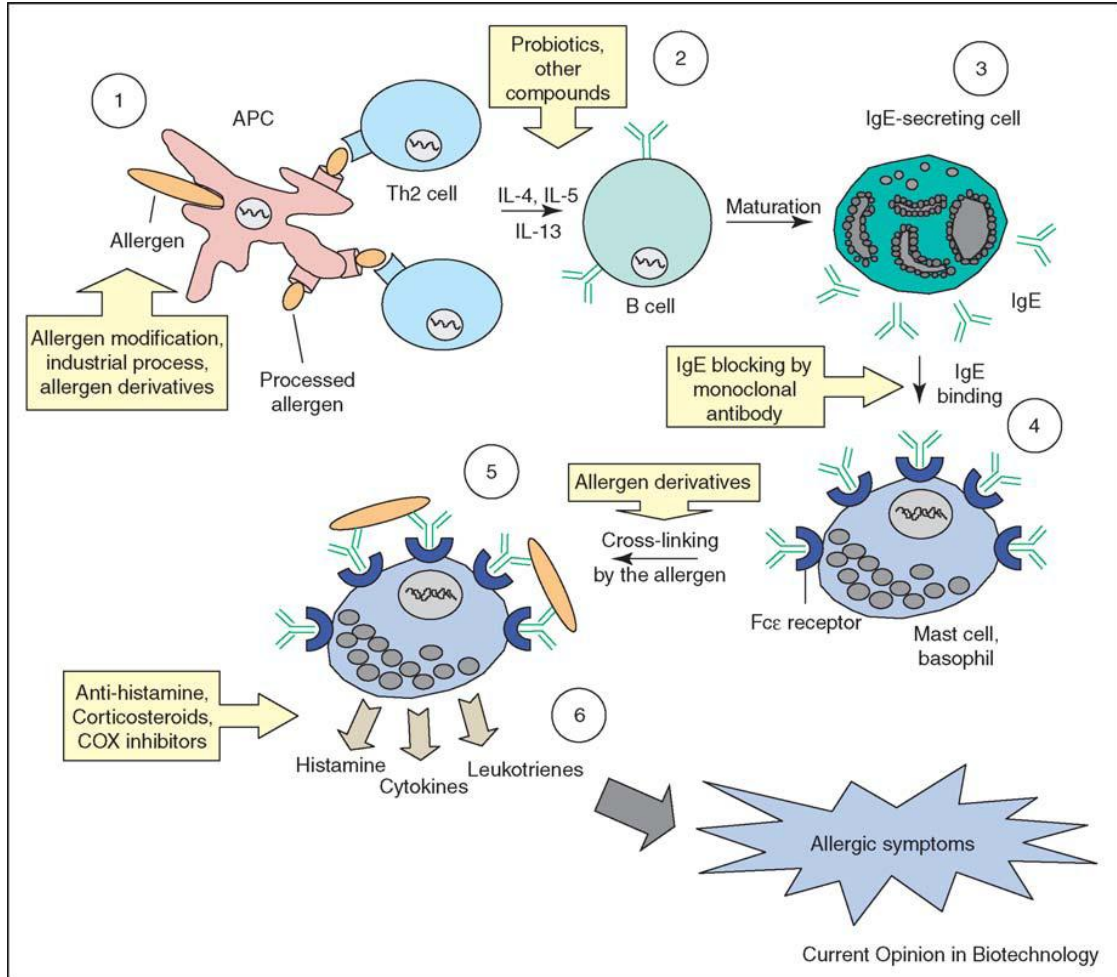 1
APC
Th2 cell
Allergen
Allergen modification,
industrial process,
allergen derivatives
Processed
allergen
Probiotics,
other
compounds
2
IL-4, IL-5
IL-13
B cell
Maturation
3
IgE-secreting cell
IgE
IgE blocking by
monoclonal
antibody
IgE
binding
4
Fcε receptor
Mast cell,
basophil
Allergen derivatives
Cross-linking
by the allergen
5
Anti-histamine,
Corticosteroids,
COX inhibitors
Histamine
Cytokines
Leukotrienes
6
Allergic symptoms
Current Opinion in Biotechnology